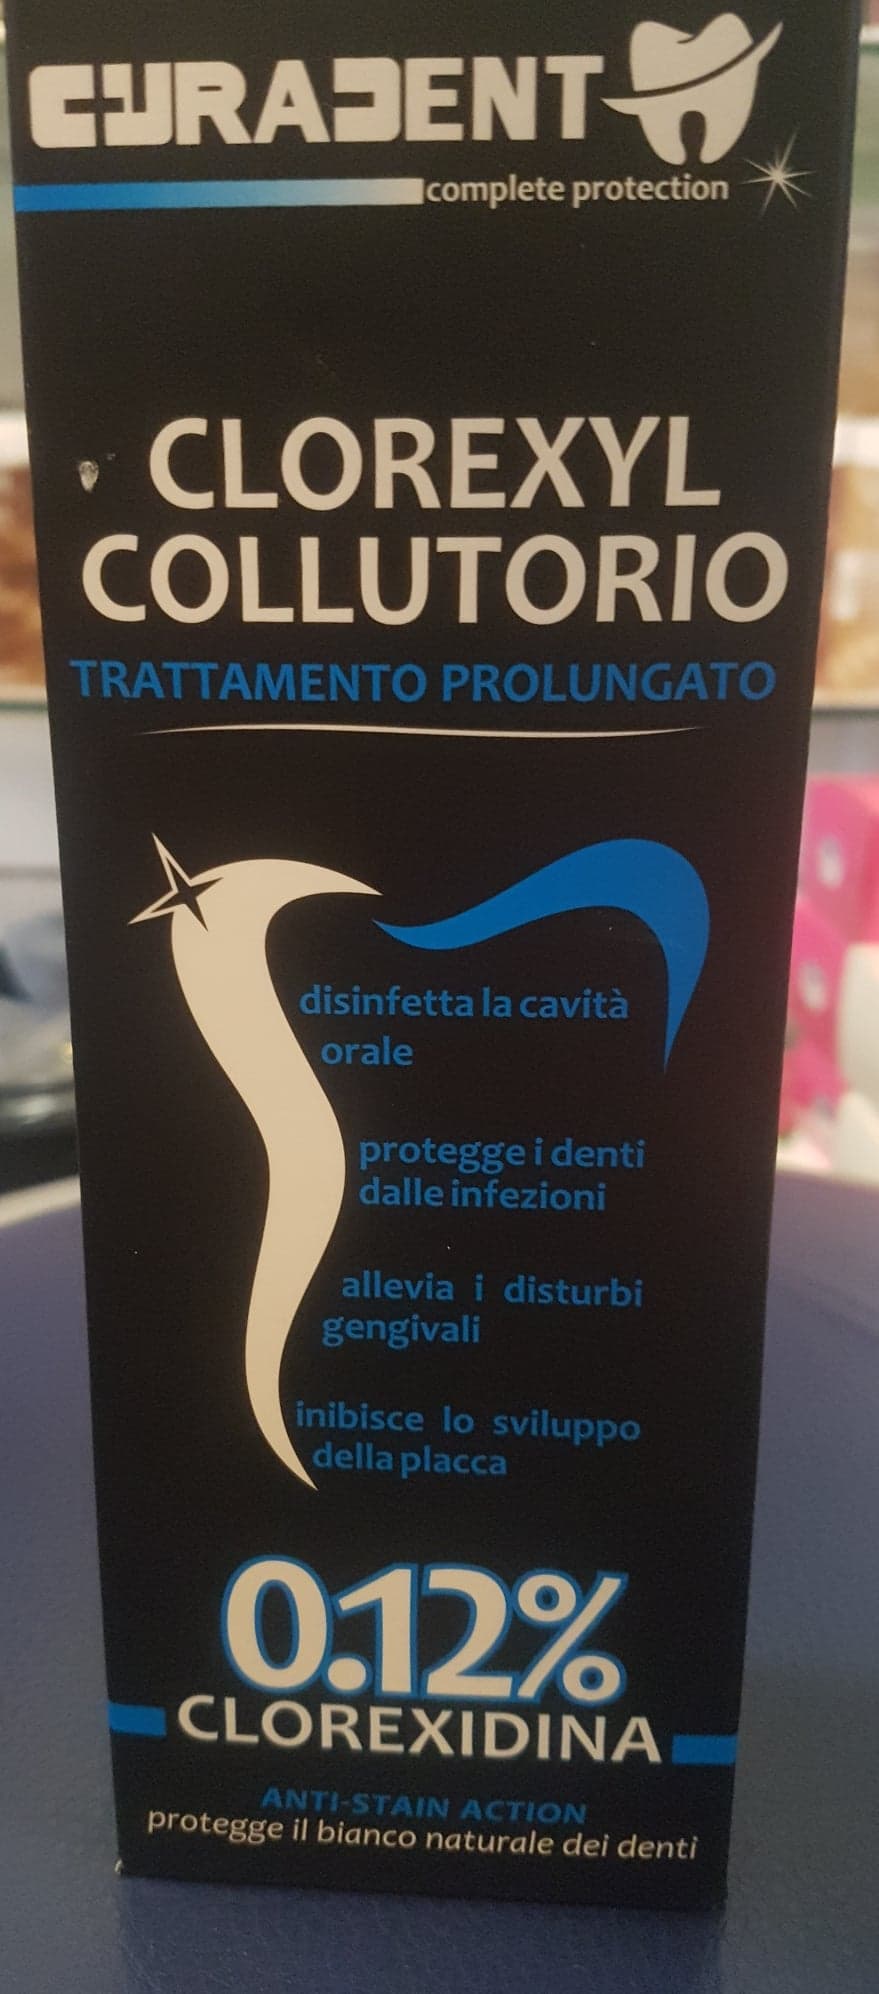 CURADENT
complete protection
CLOREXYL
COLLUTORIO
TRATTAMENTO PROLUNGATO
disinfetta la cavità
orale
protegge i denti
dalle infezioni
allevia i disturbi
gengivali
inibisce lo sviluppo
della placca
0.12%
CLOREXIDINA
ANTI-STAIN ACTION
protegge il bianco naturale dei denti